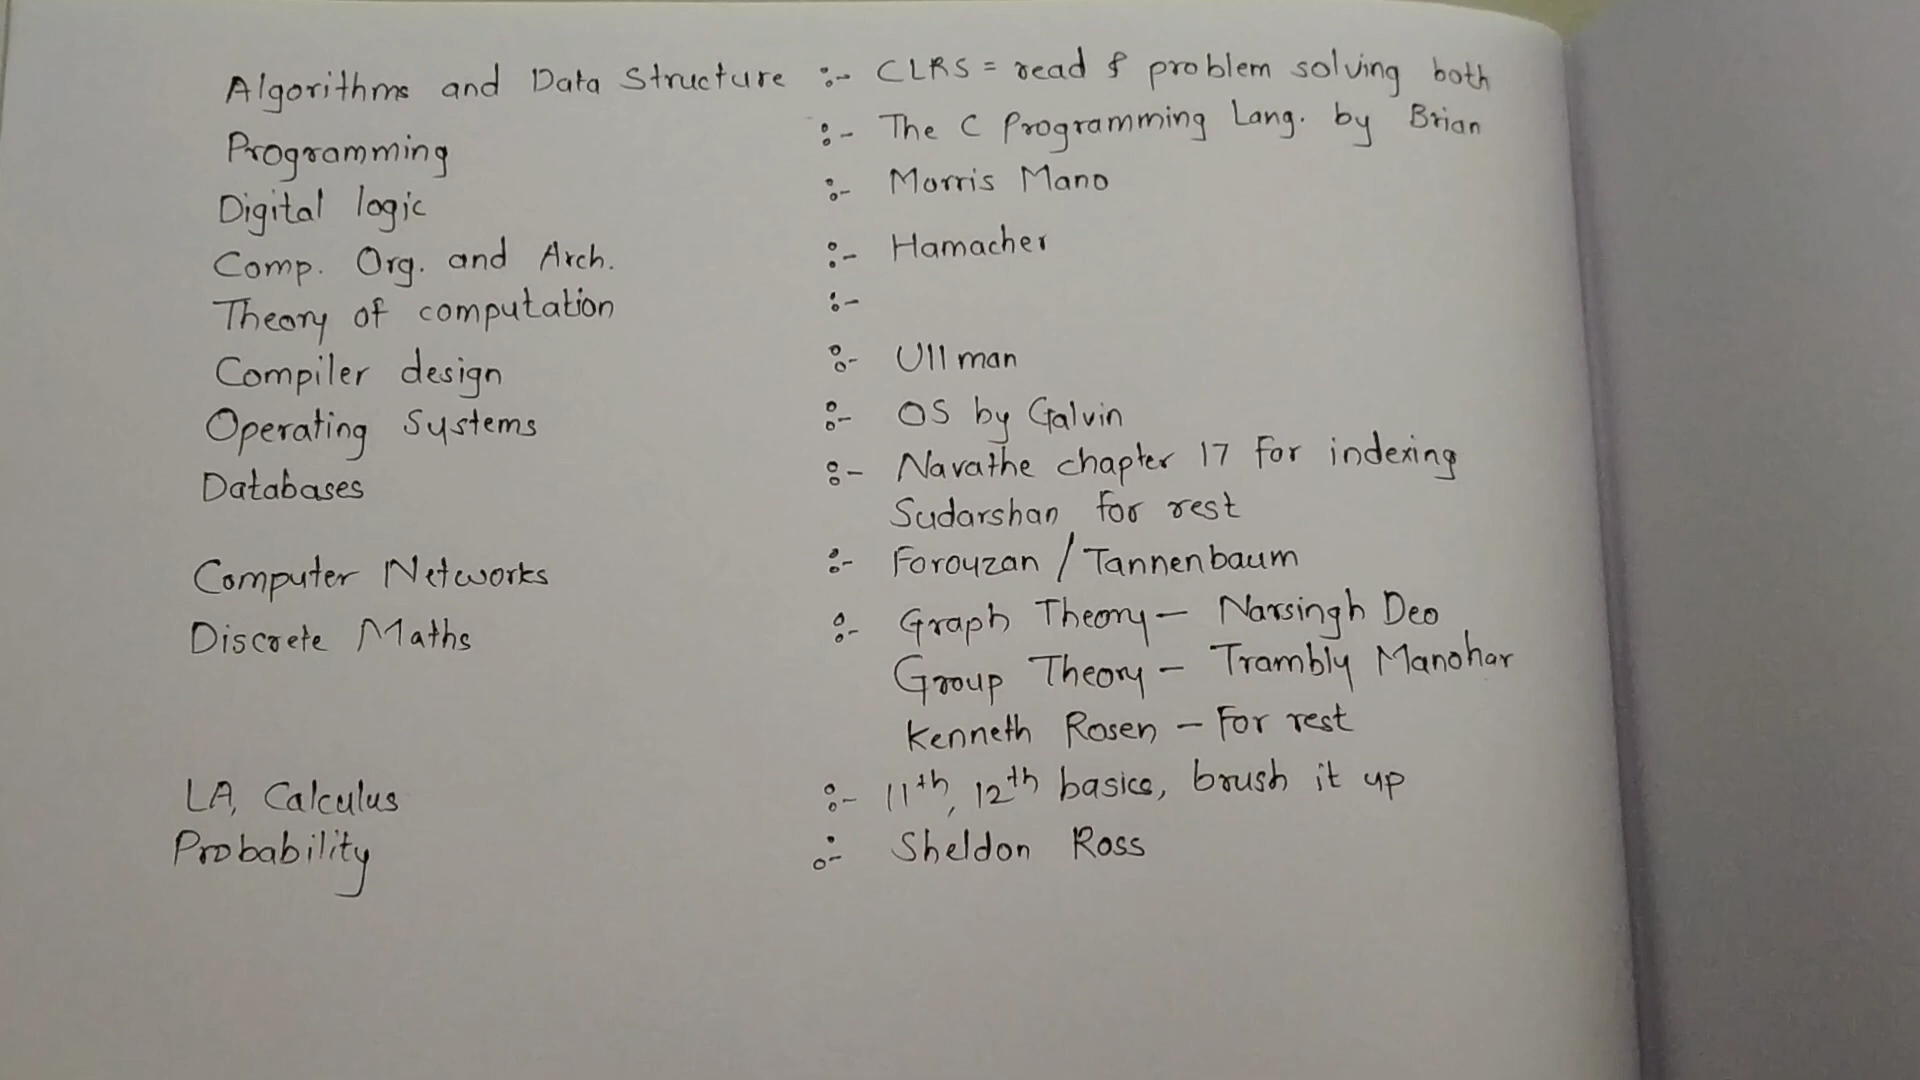 Algorithms and Data Structure :- CLRS = read & problem solving both
Programming :- The C Programming Lang. by Brian
Digital logic :- Morris Mano
Comp. Org. and Arch. :- Hamacher
Theory of computation :-
Compiler design :- Ullman
Operating Systems :- OS by Galvin
Databases :- Navathe chapter 17 for indexing
Sudarshan for rest
Computer Networks :- Forouzan / Tannenbaum
Discrete Maths :- Graph Theory - Narsingh Deo
Group Theory - Trambly Manohar
Kenneth Rosen - For rest
LA, Calculus :- 11th, 12th basics, brush it up
Probability :- Sheldon Ross